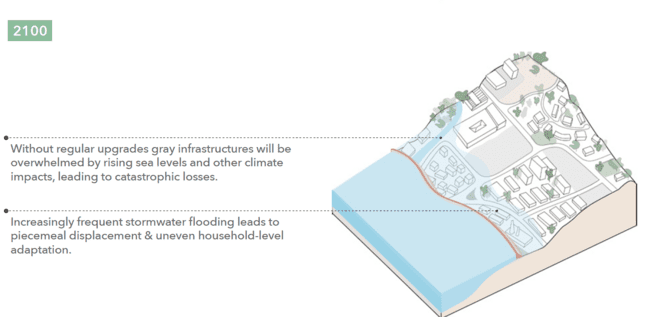 2100
Without regular upgrades gray infrastructures will be
overwhelmed by rising sea levels and other climate
impacts, leading to catastrophic losses.
Increasingly frequent stormwater flooding leads to
piecemeal displacement & uneven household-level
adaptation.